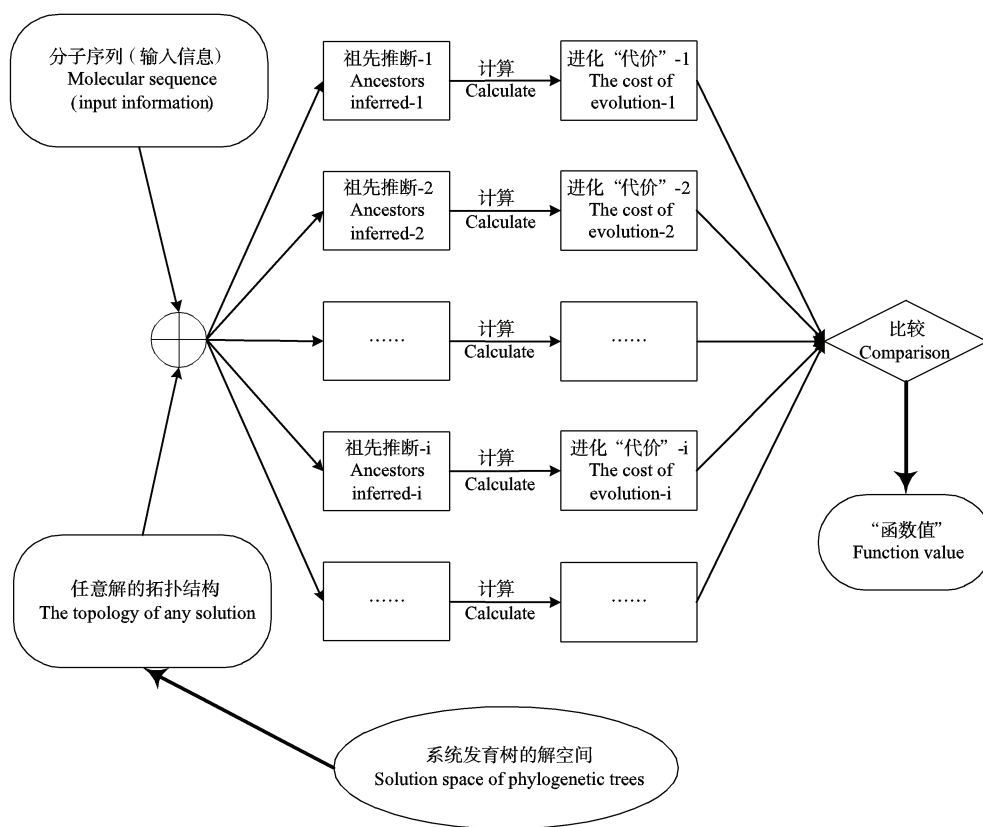 分子序列（输入信息）
Molecular sequence
(input information)
祖先推断-1
Ancestors
inferred-1
计算
Calculate
进化“代价”-1
The cost of
evolution-1
祖先推断-2
Ancestors
inferred-2
计算
Calculate
进化“代价”-2
The cost of
evolution-2
……
计算
Calculate
……
比较
Comparison
祖先推断-i
Ancestors
inferred-i
计算
Calculate
进化“代价”-i
The cost of
evolution-i
“函数值”
Function value
任意解的拓扑结构
The topology of any solution
……
计算
Calculate
……
系统发育树的解空间
Solution space of phylogenetic trees